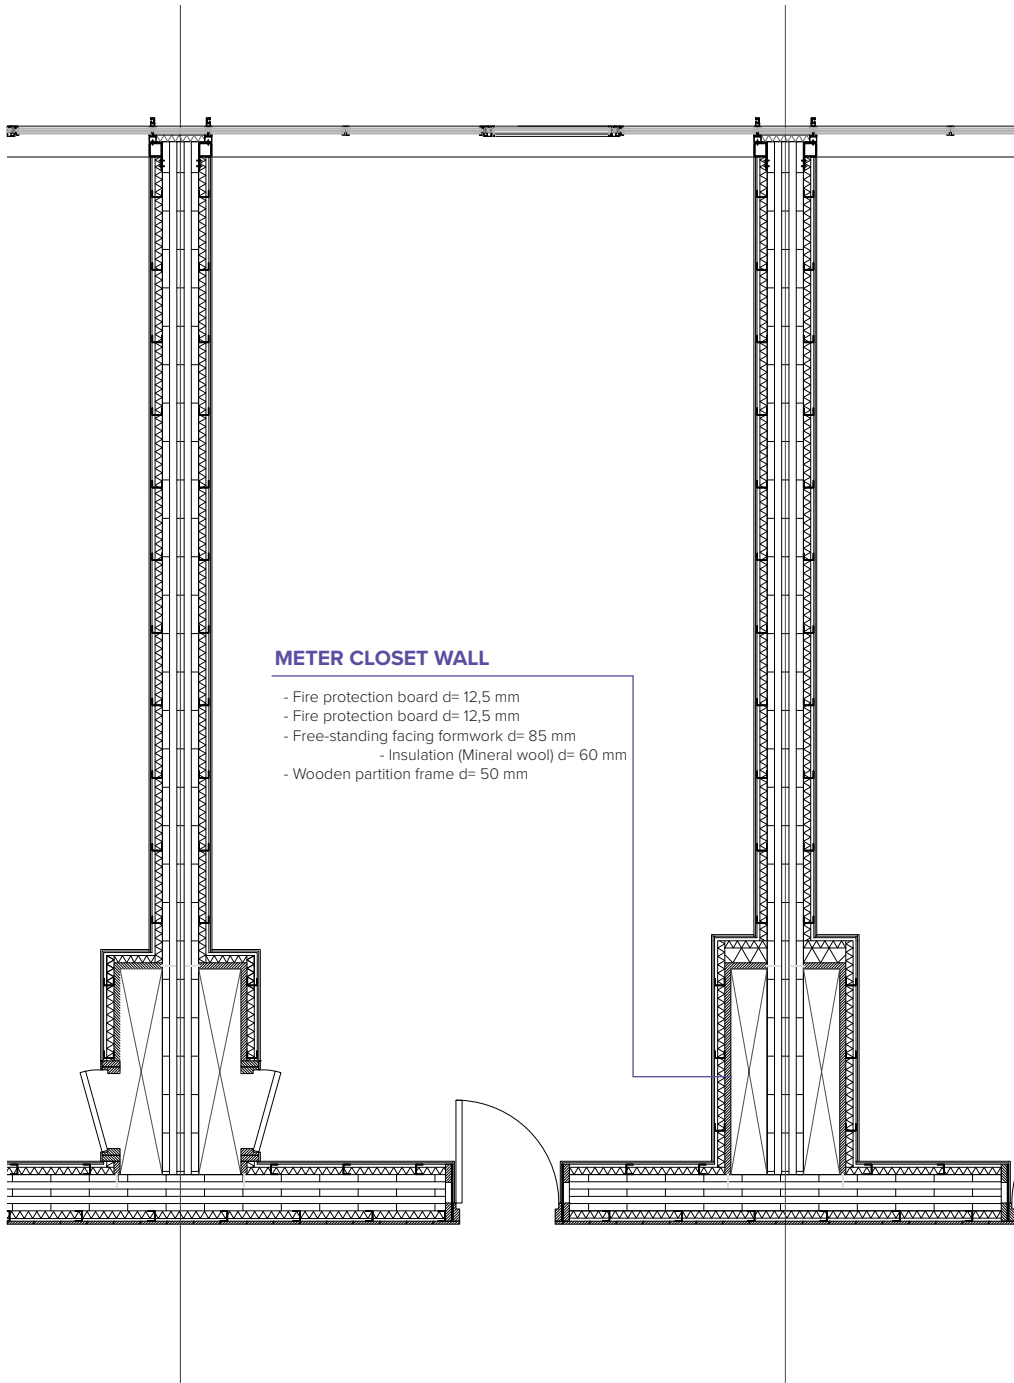 METER CLOSET WALL
- Fire protection board d= 12,5 mm
- Fire protection board d= 12,5 mm
- Free-standing facing formwork d= 85 mm
- Insulation (Mineral wool) d= 60 mm
- Wooden partition frame d= 50 mm